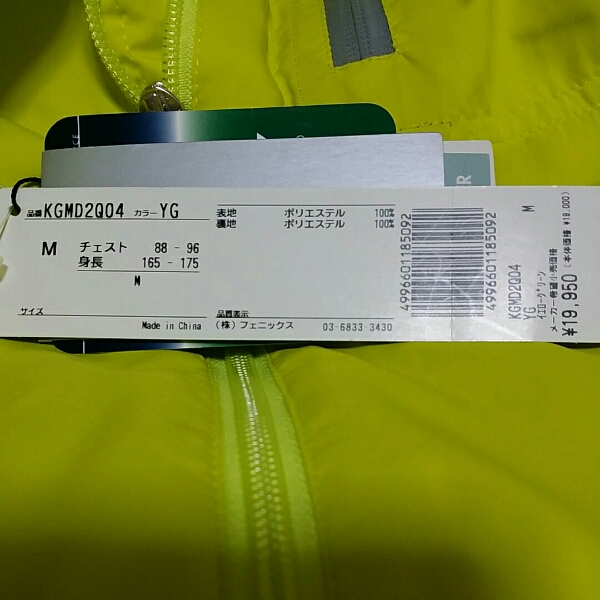 品番 KGMD2Q04 カラー YG
M チェスト 88 - 96
身長 165 - 175
M
サイズ
Made in China
表地 ポリエステル 100%
裏地 ポリエステル 100%
品質表示
(株) フェニックス 03-6833-3430
4996601185092
4996601185092
M
KGMD2Q04
YG
イエローグリーン
メーカー希望小売価格
¥19,950 (本体価格 ¥19,000)
R